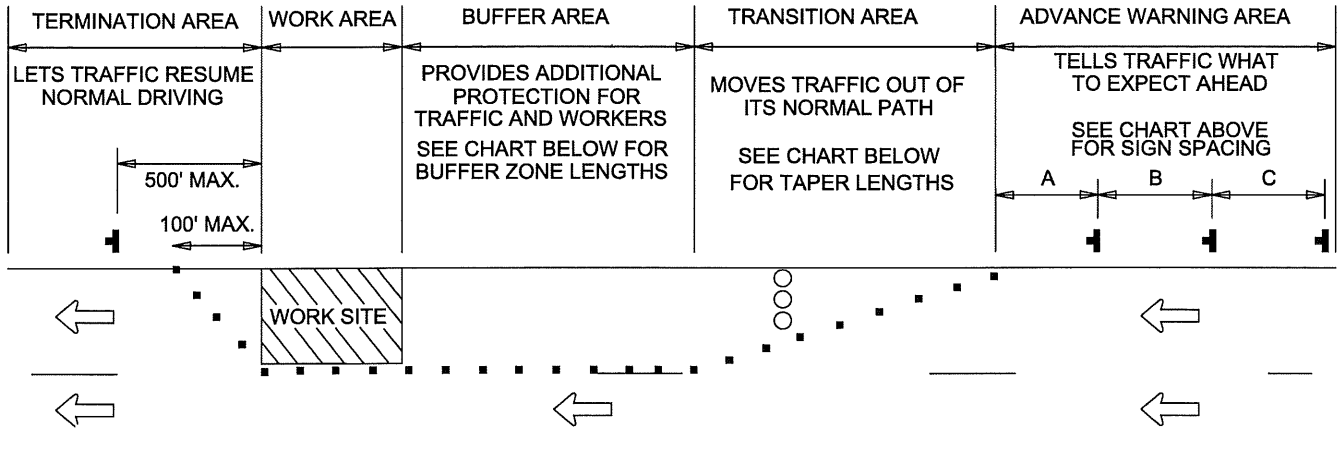 TERMINATION AREA
WORK AREA
BUFFER AREA
TRANSITION AREA
ADVANCE WARNING AREA
LETS TRAFFIC RESUME
NORMAL DRIVING
PROVIDES ADDITIONAL
PROTECTION FOR
TRAFFIC AND WORKERS
SEE CHART BELOW FOR
BUFFER ZONE LENGTHS
MOVES TRAFFIC OUT OF
ITS NORMAL PATH
SEE CHART BELOW
FOR TAPER LENGTHS
TELLS TRAFFIC WHAT
TO EXPECT AHEAD
SEE CHART ABOVE
FOR SIGN SPACING
500' MAX.
100' MAX.
A
B
C
WORK SITE